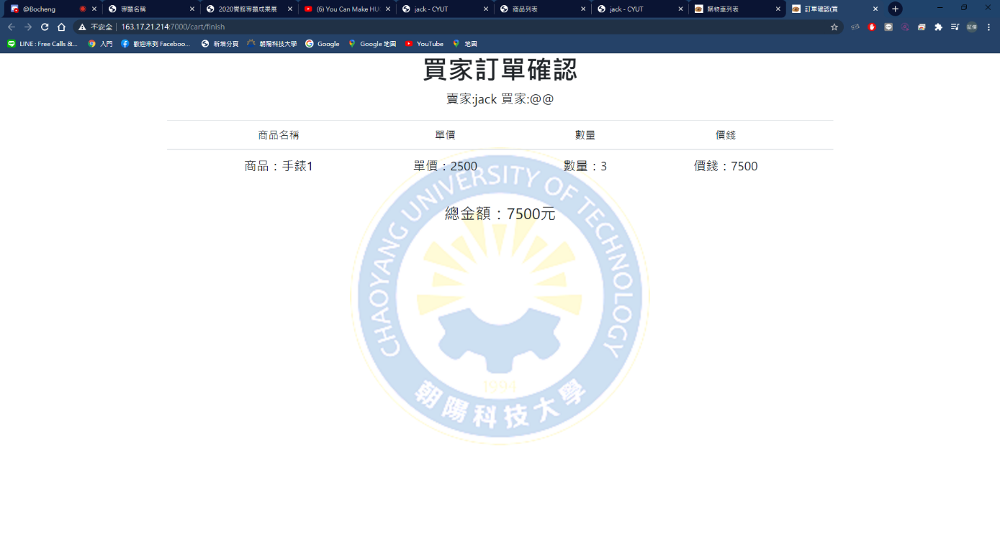 @Bocheng
專題名稱
2020實務專題成果展
(6) You Can Make HU
jack - CYUT
商品列表
jack - CYUT
購物車列表
訂單確認(買
不安全 | 163.17.21.214:7000/cart/finish
LINE : Free Calls &...
入門
歡迎來到 Faceboo...
新增分頁
朝陽科技大學
Google
Google 地圖
YouTube
地圖
買家訂單確認
賣家:jack 買家:@@
商品名稱 單價 數量 價錢
商品：手錶1 單價：2500 數量：3 價錢：7500
總金額：7500元
CHAOYANG UNIVERSITY OF TECHNOLOGY
1994
朝陽科技大學